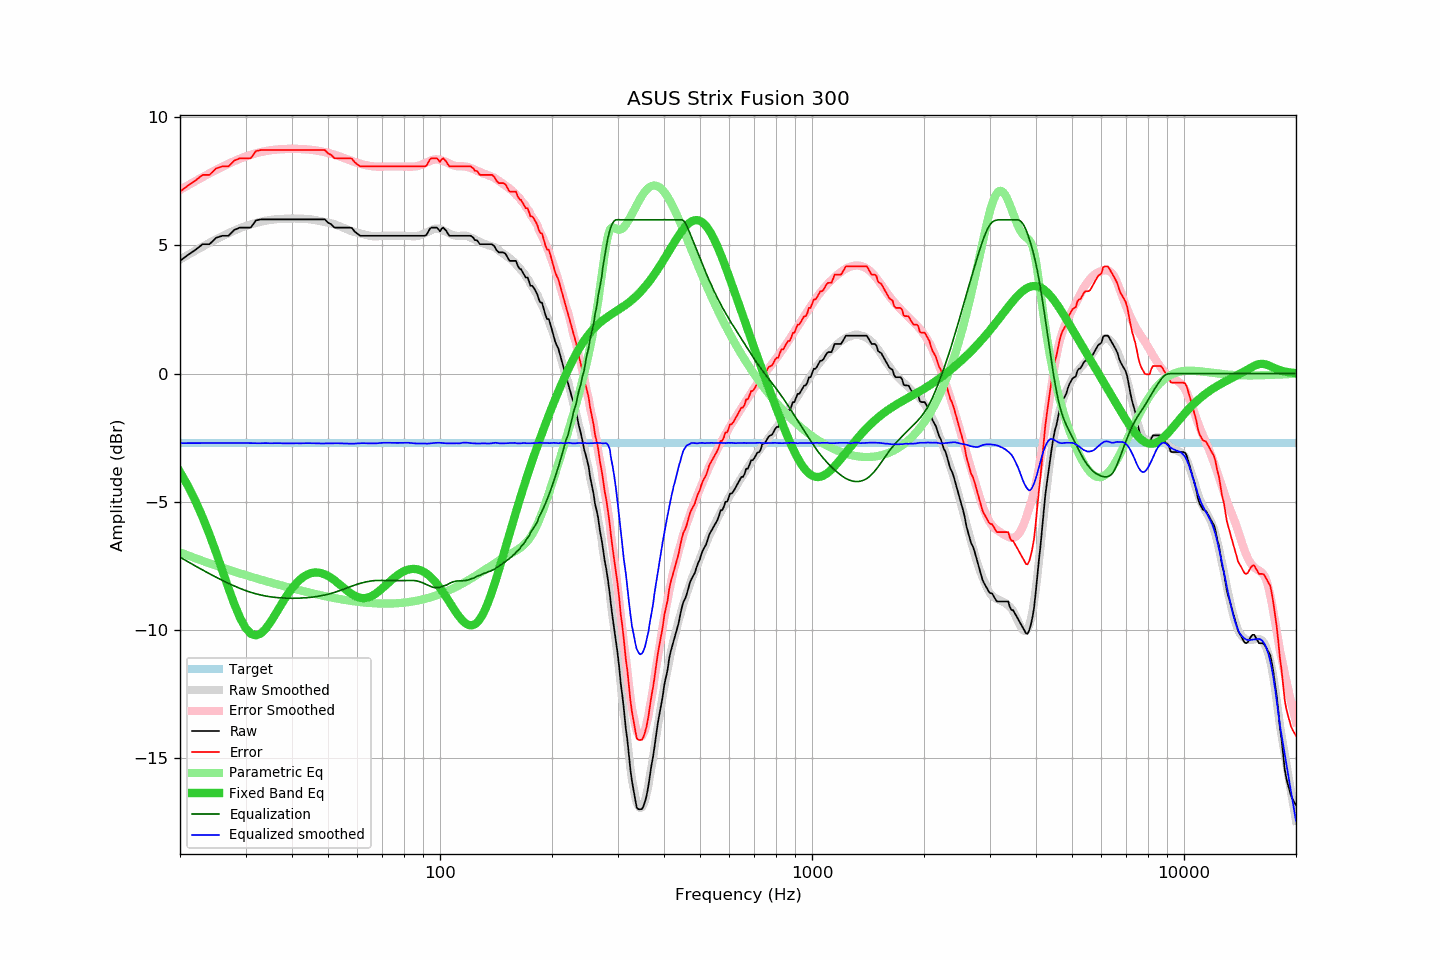 ASUS Strix Fusion 300
10
5
0
−5
−10
−15
Amplitude (dBr)
Target
Raw Smoothed
Error Smoothed
Raw
Error
Parametric Eq
Fixed Band Eq
Equalization
Equalized smoothed
100
1000
10000
Frequency (Hz)